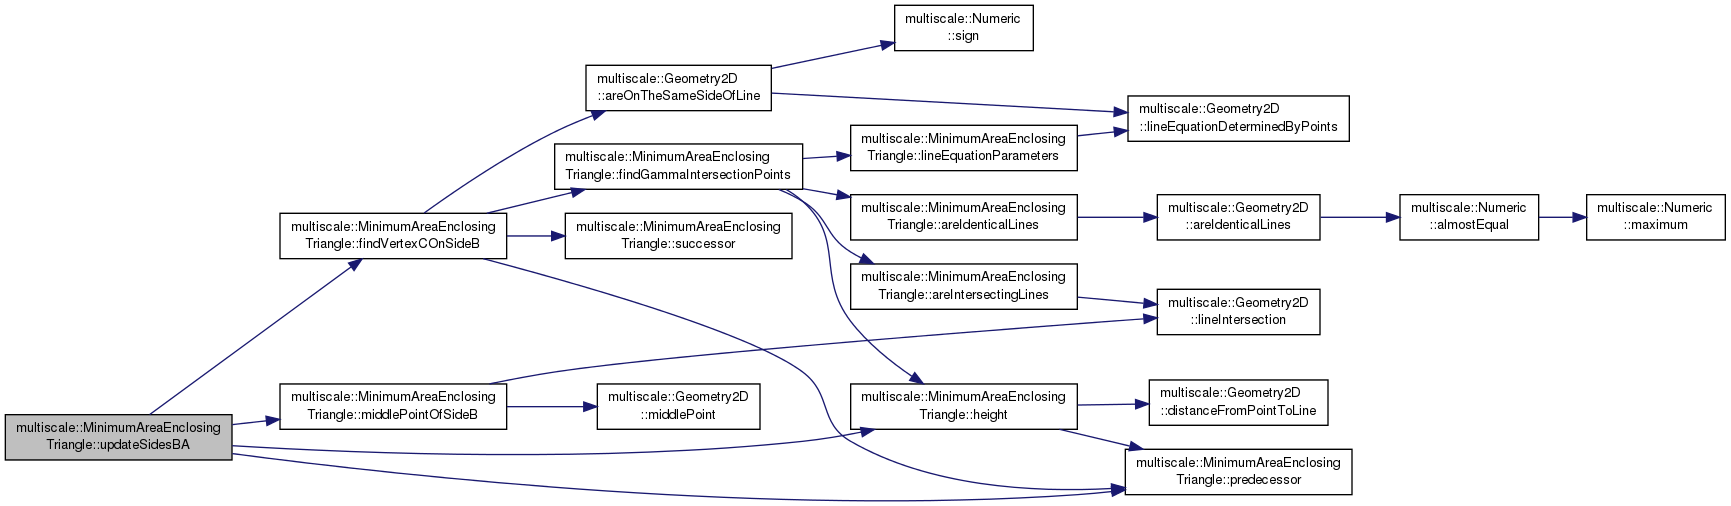 multiscale::MinimumAreaEnclosing
Triangle::updateSidesBA
multiscale::MinimumAreaEnclosing
Triangle::findVertexCOnSideB
multiscale::MinimumAreaEnclosing
Triangle::middlePointOfSideB
multiscale::Geometry2D
::areOnTheSameSideOfLine
multiscale::MinimumAreaEnclosing
Triangle::findGammaIntersectionPoints
multiscale::MinimumAreaEnclosing
Triangle::successor
multiscale::Geometry2D
::middlePoint
multiscale::Numeric
::sign
multiscale::MinimumAreaEnclosing
Triangle::lineEquationParameters
multiscale::MinimumAreaEnclosing
Triangle::areIdenticalLines
multiscale::MinimumAreaEnclosing
Triangle::areIntersectingLines
multiscale::MinimumAreaEnclosing
Triangle::height
multiscale::Geometry2D
::lineEquationDeterminedByPoints
multiscale::Geometry2D
::areIdenticalLines
multiscale::Geometry2D
::lineIntersection
multiscale::Geometry2D
::distanceFromPointToLine
multiscale::MinimumAreaEnclosing
Triangle::predecessor
multiscale::Numeric
::almostEqual
multiscale::Numeric
::maximum